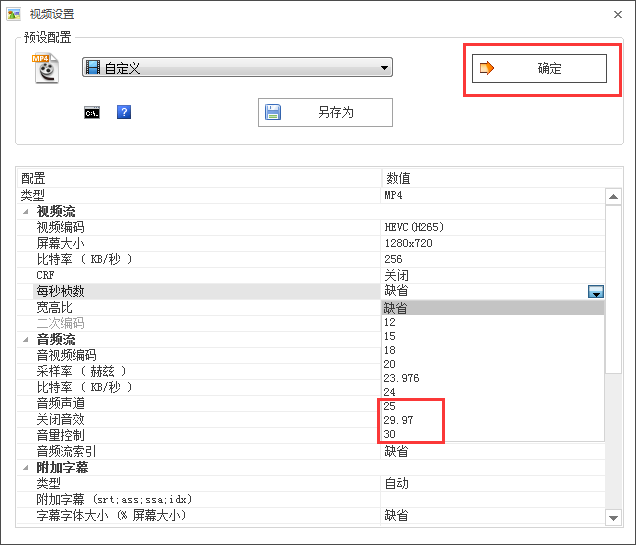 视频设置
预设配置
MP4
自定义
确定
C:\_
?
另存为
配置 数值
类型 MP4
视频流
视频编码 HEVC(H265)
屏幕大小 1280x720
比特率 ( KB/秒 ) 256
CRF 关闭
每秒桢数 缺省
宽高比 缺省
二次编码 12
音频流 15
音视频编码 18
采样率 ( 赫兹 ) 20
比特率 ( KB/秒 ) 23.976
音频声道 24
关闭音效 25
音量控制 29.97
30
音频流索引 缺省
附加字幕
类型 自动
附加字幕 (srt;ass;ssa;idx)
字幕字体大小 (% 屏幕大小) 缺省